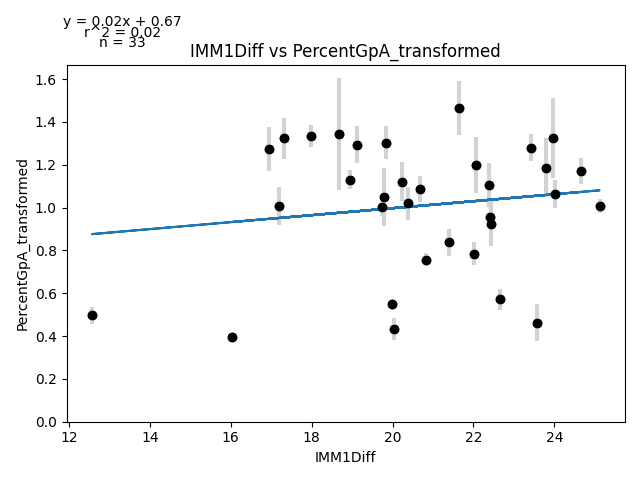 y = 0.02x + 0.67
r^2 = 0.02
n = 33
IMM1Diff vs PercentGpA_transformed
PercentGpA_transformed
1.6
1.4
1.2
1.0
0.8
0.6
0.4
0.2
0.0
12 14 16 18 20 22 24
IMM1Diff